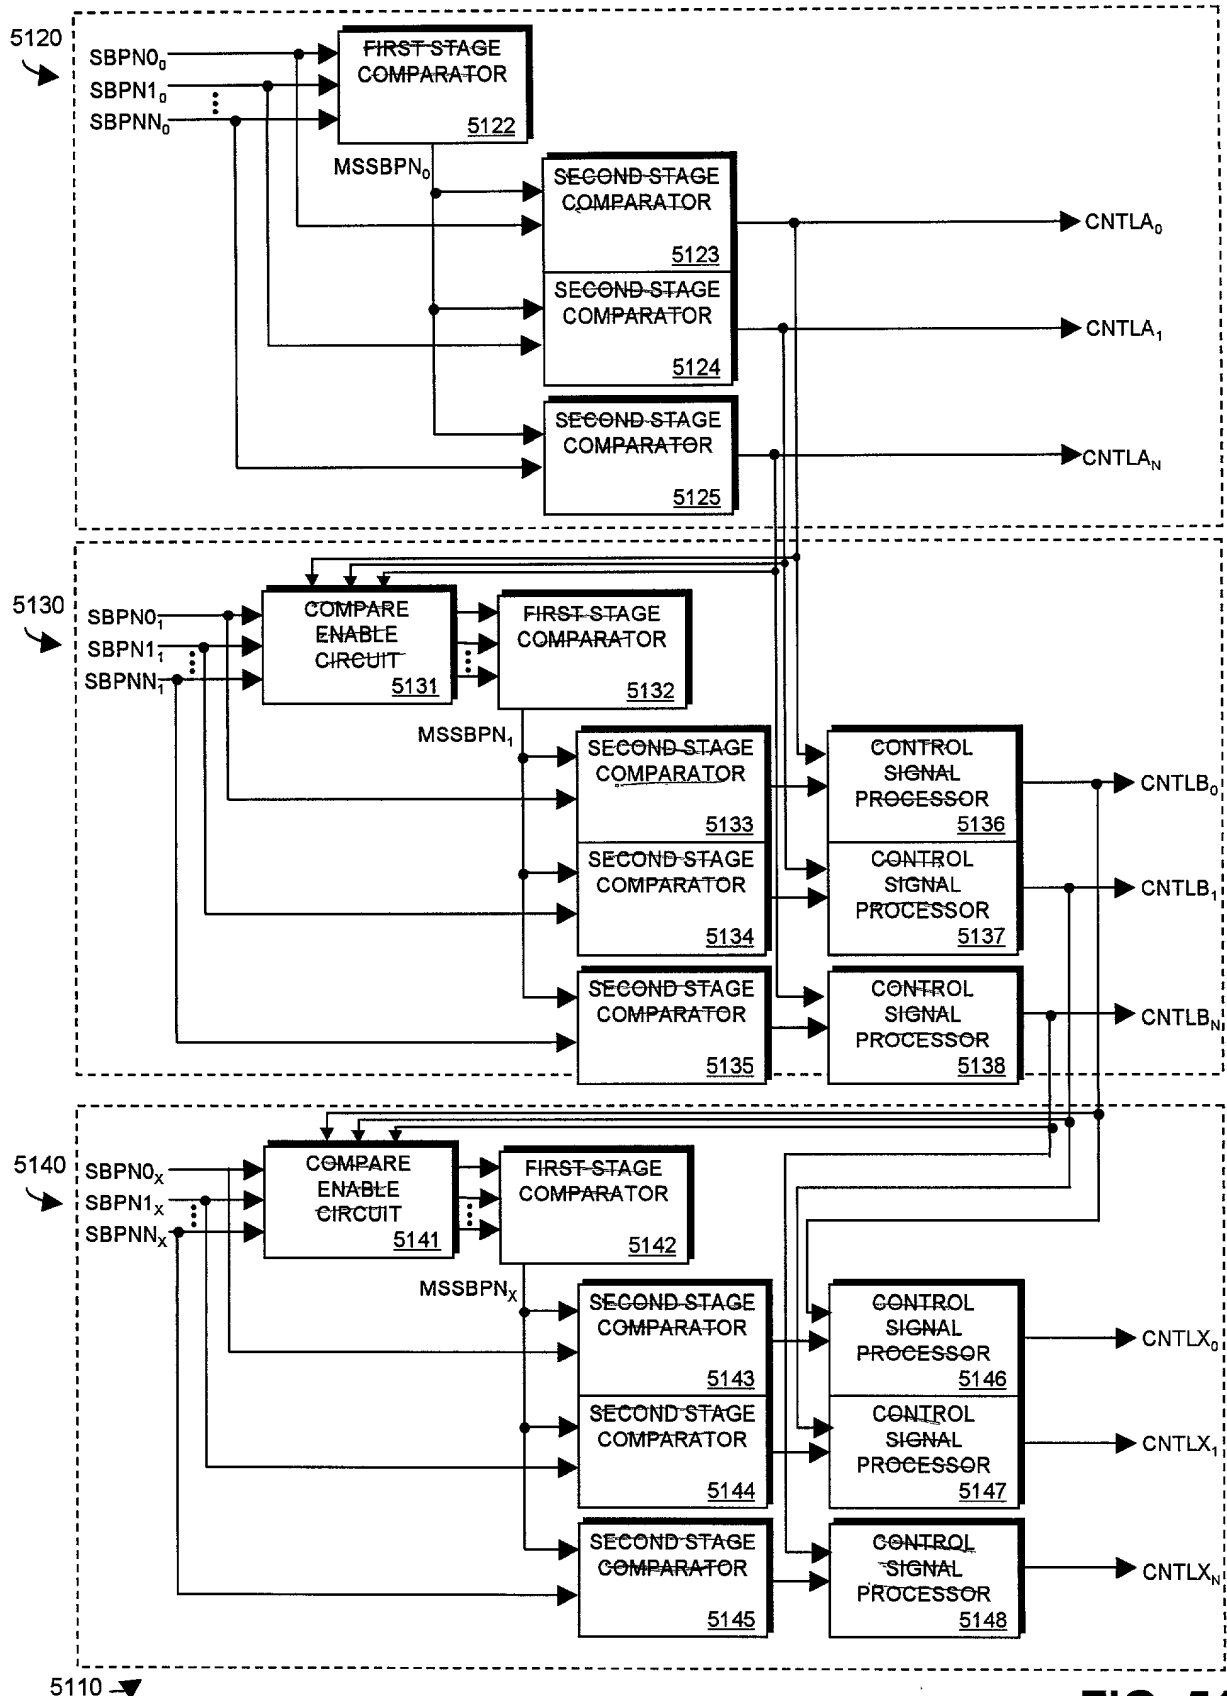 5120
SBPN0₀
SBPN1₀
SBPNN₀
FIRST STAGE
COMPARATOR
5122
MSSBPN₀
SECOND STAGE
COMPARATOR
5123
CNTLA₀
SECOND STAGE
COMPARATOR
5124
CNTLA₁
SECOND STAGE
COMPARATOR
5125
CNTLA_N
5130
SBPN0₁
SBPN1₁
SBPNN₁
COMPARE
ENABLE
CIRCUIT
5131
FIRST STAGE
COMPARATOR
5132
MSSBPN₁
SECOND STAGE
COMPARATOR
5133
CONTROL
SIGNAL
PROCESSOR
5136
CNTLB₀
SECOND STAGE
COMPARATOR
5134
CONTROL
SIGNAL
PROCESSOR
5137
CNTLB₁
SECOND STAGE
COMPARATOR
5135
CONTROL
SIGNAL
PROCESSOR
5138
CNTLB_N
5140
SBPN0_X
SBPN1_X
SBPNN_X
COMPARE
ENABLE
CIRCUIT
5141
FIRST STAGE
COMPARATOR
5142
MSSBPN_X
SECOND STAGE
COMPARATOR
5143
CONTROL
SIGNAL
PROCESSOR
5146
CNTLX₀
SECOND STAGE
COMPARATOR
5144
CONTROL
SIGNAL
PROCESSOR
5147
CNTLX₁
SECOND STAGE
COMPARATOR
5145
CONTROL
SIGNAL
PROCESSOR
5148
CNTLX_N
5110